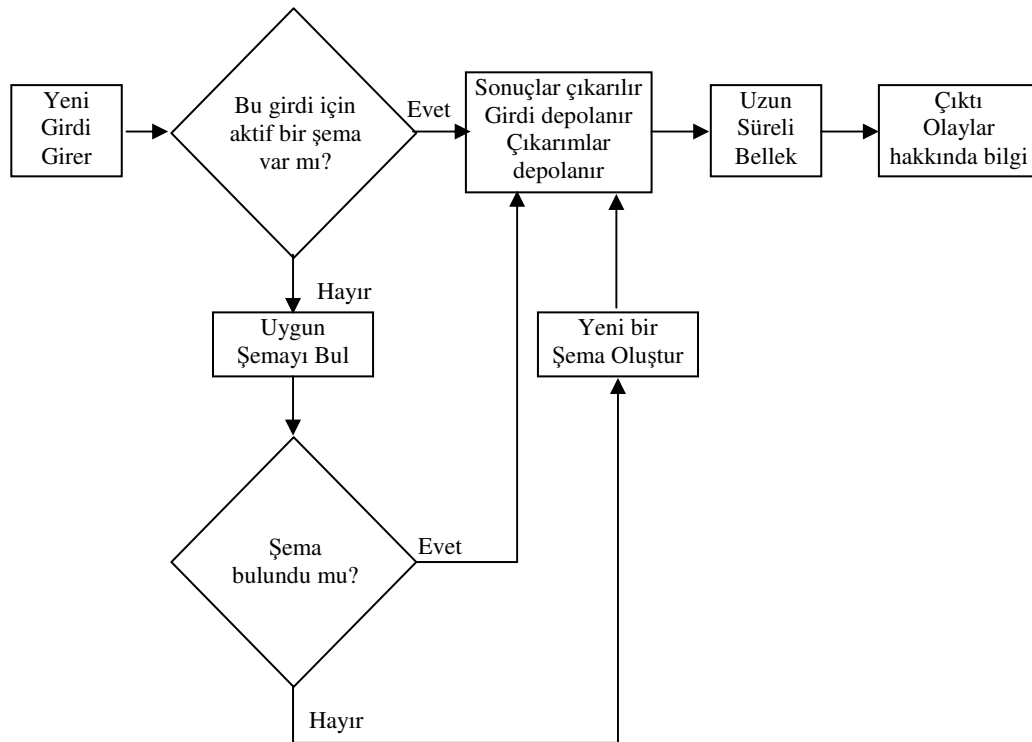 Yeni
Girdi
Girer
Bu girdi için
aktif bir şema
var mı?
Evet
Sonuçlar çıkarılır
Girdi depolanır
Çıkarımlar
depolanır
Uzun
Süreli
Bellek
Çıktı
Olaylar
hakkında bilgi
Hayır
Uygun
Şemayı Bul
Yeni bir
Şema Oluştur
Şema
bulundu mu?
Evet
Hayır